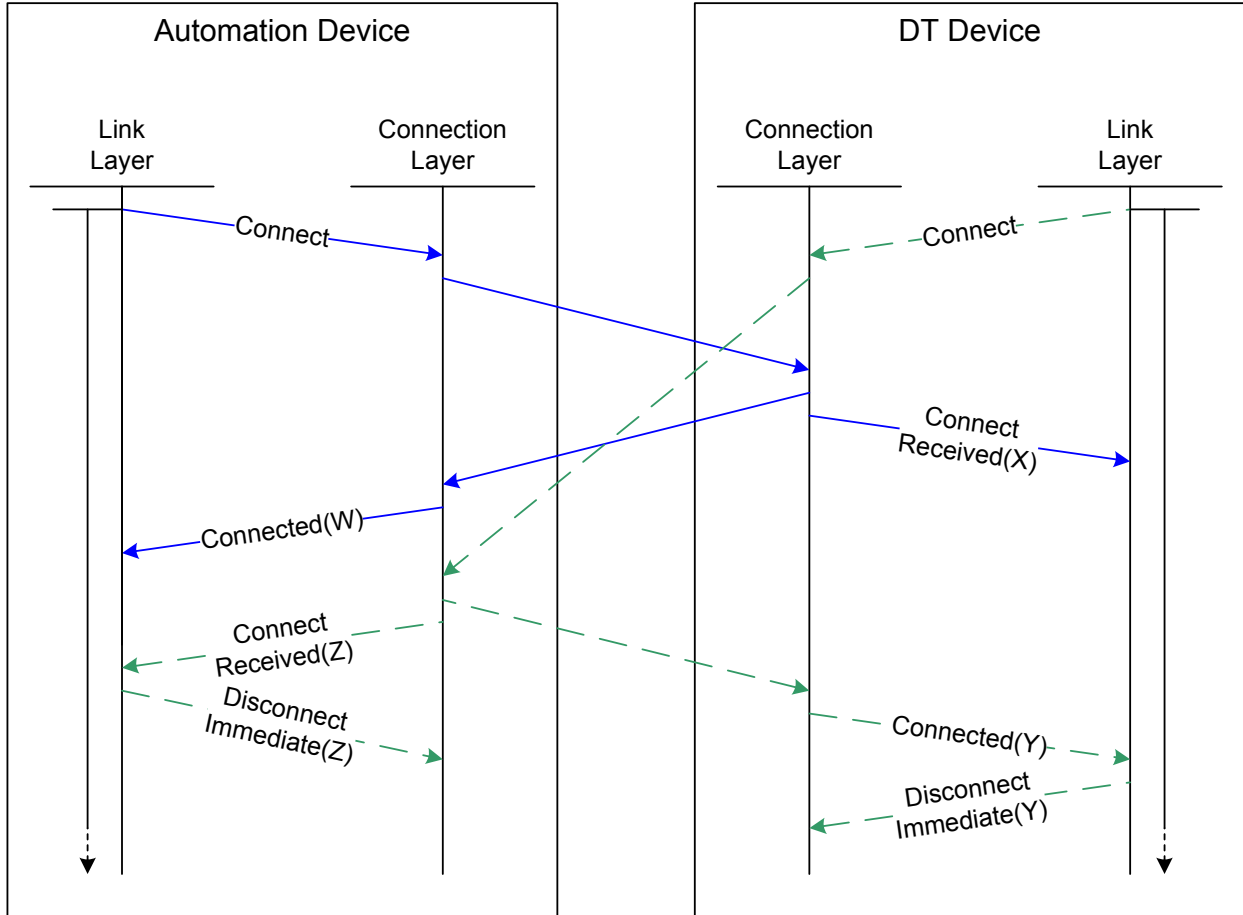 Automation Device
DT Device
Link
Layer
Connection
Layer
Connection
Layer
Link
Layer
Connect
Connect
Connect
Received(X)
Connected(W)
Connect
Received(Z)
Disconnect
Immediate(Z)
Connected(Y)
Disconnect
Immediate(Y)